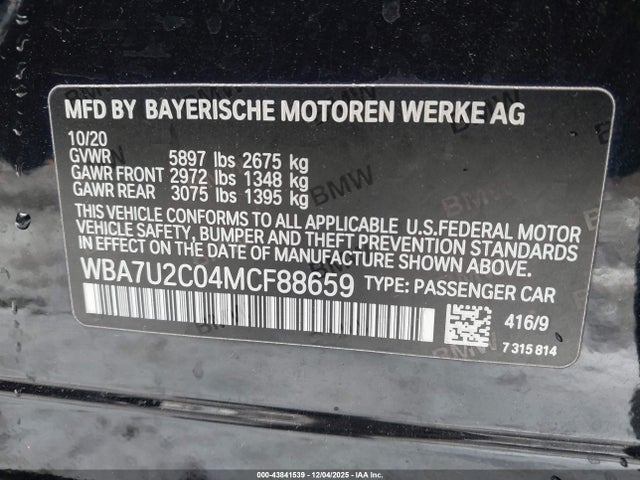 MFD BY BAYERISCHE MOTOREN WERKE AG
10/20
GVWR 5897 lbs 2675 kg
GAWR FRONT 2972 lbs 1348 kg
GAWR REAR 3075 lbs 1395 kg
THIS VEHICLE CONFORMS TO ALL APPLICABLE U.S.FEDERAL MOTOR
VEHICLE SAFETY, BUMPER AND THEFT PREVENTION STANDARDS
IN EFFECT ON THE DATE OF MANUFACTURE SHOWN ABOVE.
WBA7U2C04MCF88659 TYPE: PASSENGER CAR
416/9
7 315 814
000-43841539 - 12/04/2025 - IAA Inc.